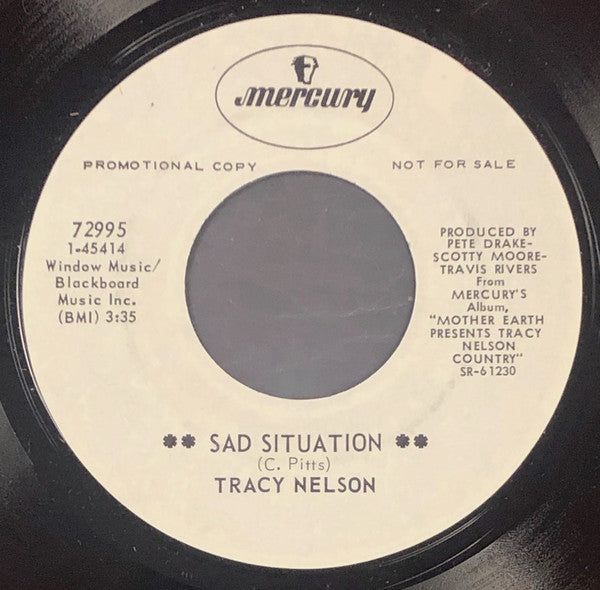 mercury
PROMOTIONAL COPY
NOT FOR SALE
72995
1-45414
Window Music/
Blackboard
Music Inc.
(BMI) 3:35
PRODUCED BY
PETE DRAKE-
SCOTTY MOORE-
TRAVIS RIVERS
From
MERCURY'S
Album,
"MOTHER EARTH
PRESENTS TRACY
NELSON
COUNTRY"
SR-61230
** SAD SITUATION **
(C. Pitts)
TRACY NELSON